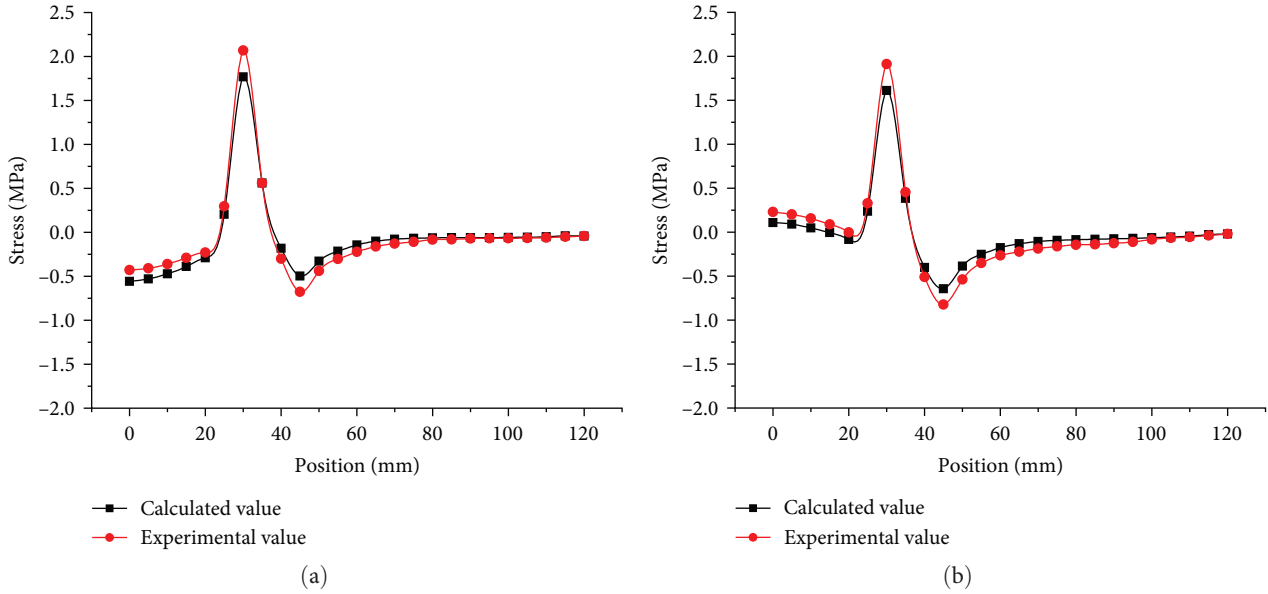 2.5
2.0
1.5
1.0
0.5
0.0
–0.5
–1.0
–1.5
–2.0
Stress (MPa)
0 20 40 60 80 100 120
Position (mm)
Calculated value
Experimental value
(a)
2.5
2.0
1.5
1.0
0.5
0.0
–0.5
–1.0
–1.5
–2.0
Stress (MPa)
0 20 40 60 80 100 120
Position (mm)
Calculated value
Experimental value
(b)